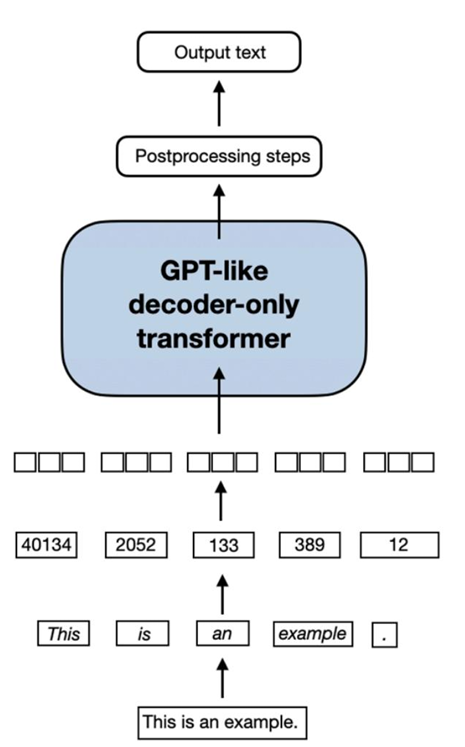 Output text
Postprocessing steps
GPT-like
decoder-only
transformer
40134 2052 133 389 12
This is an example .
This is an example.